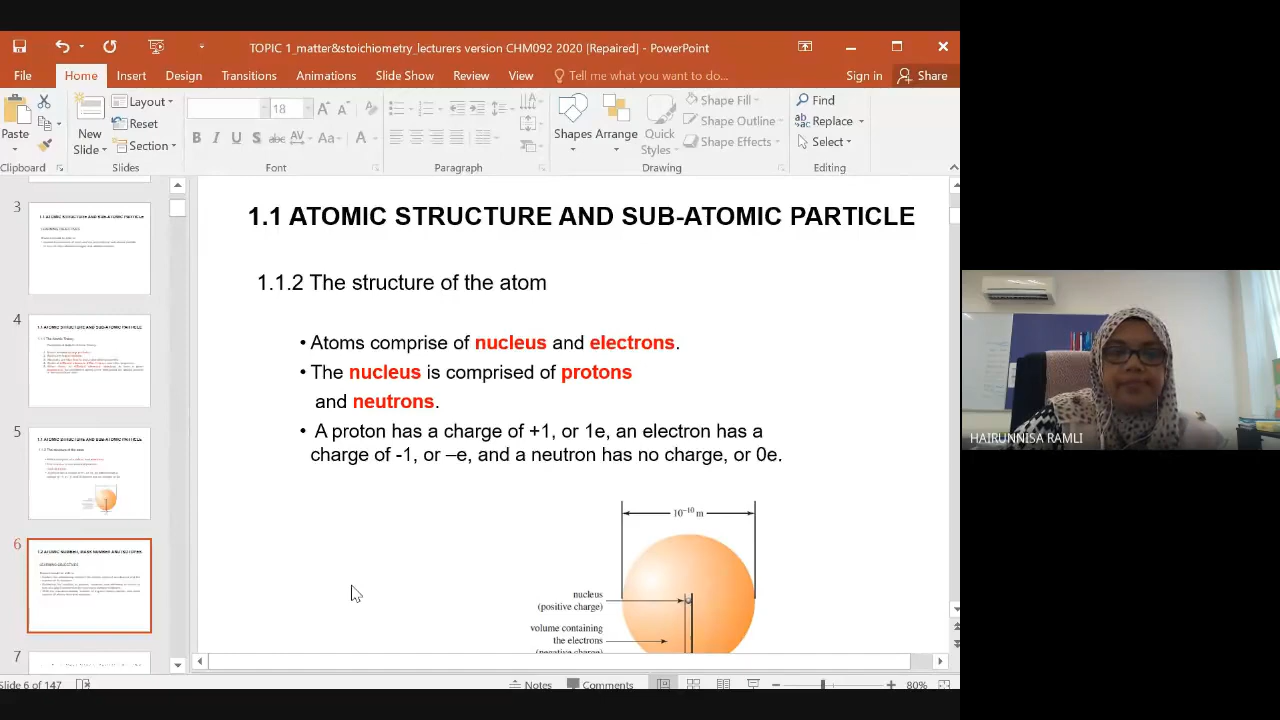 TOPIC 1_matter&stoichiometry_lecturers version CHM092 2020 [Repaired] - PowerPoint
File Home Insert Design Transitions Animations Slide Show Review View Tell me what you want to do... Sign in Share
Paste
New
Slide
Layout
Reset
Section
18
B I U S abc AV Aa A
Shapes Arrange Quick
Styles
Shape Fill
Shape Outline
Shape Effects
Find
Replace
Select
Clipboard Slides Font Paragraph Drawing Editing
3
4
5
6
7
1.1 ATOMIC STRUCTURE AND SUB-ATOMIC PARTICLE
1.1.2 The structure of the atom
• Atoms comprise of nucleus and electrons.
• The nucleus is comprised of protons
and neutrons.
• A proton has a charge of +1, or 1e, an electron has a
charge of -1, or –e, and a neutron has no charge, or 0e.
10⁻¹⁰ m
nucleus
(positive charge)
volume containing
the electrons
(negative charge)
HAIRUNNISA RAMLI
Slide 6 of 147
Notes
Comments
80%